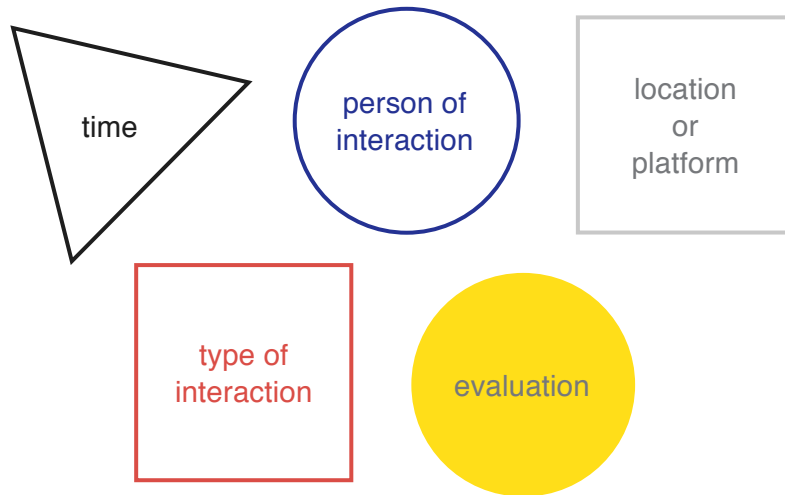 time
person of
interaction
location
or
platform
type of
interaction
evaluation